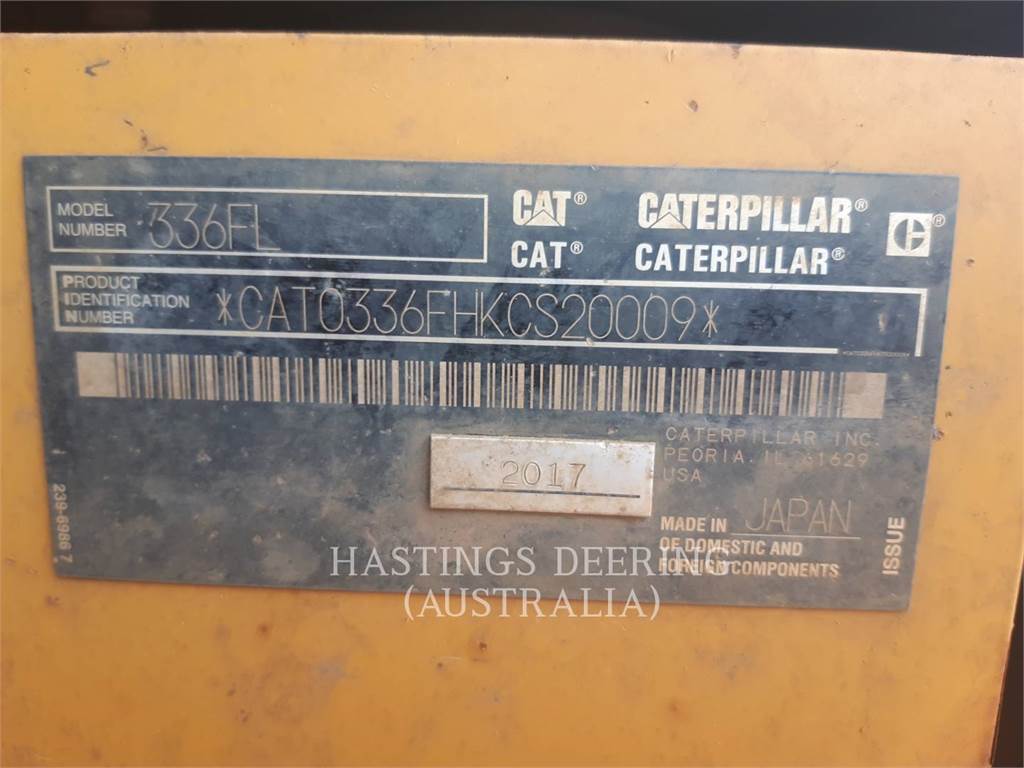 MODEL
NUMBER 336FL
CAT® CATERPILLAR®
CAT® CATERPILLAR®
C®
PRODUCT
IDENTIFICATION
NUMBER *CAT0336FHKCS20009*
CATERPILLAR INC.
PEORIA, IL 61629
USA
2017
MADE IN JAPAN
OF DOMESTIC AND
FOREIGN COMPONENTS
ISSUE
239-6986 7
HASTINGS DEERING
(AUSTRALIA)